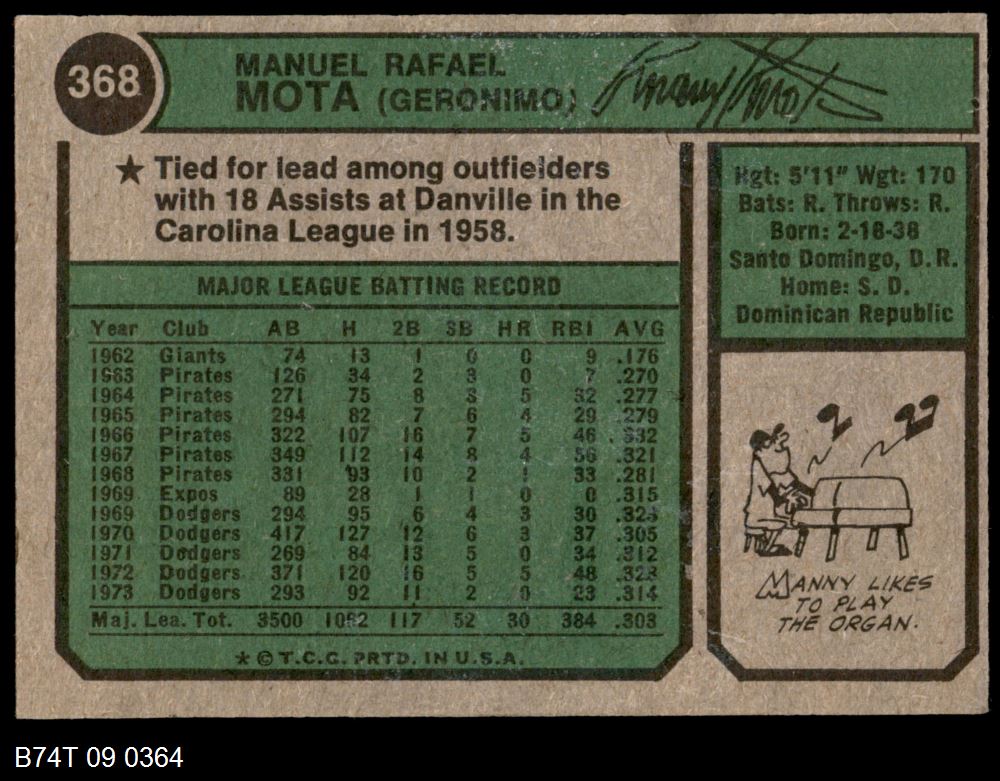 368
MANUEL RAFAEL
MOTA (GERONIMO)
Manny Mota
★ Tied for lead among outfielders
with 18 Assists at Danville in the
Carolina League in 1958.
MAJOR LEAGUE BATTING RECORD
Year Club AB H 2B 3B HR RBI AVG
1962 Giants 74 13 1 0 0 9 .176
1963 Pirates 126 34 2 3 0 7 .270
1964 Pirates 271 75 8 3 5 32 .277
1965 Pirates 294 82 7 6 4 29 .279
1966 Pirates 322 107 16 7 5 46 .332
1967 Pirates 349 112 14 8 4 56 .321
1968 Pirates 331 93 10 2 1 33 .281
1969 Expos 89 28 1 1 0 0 .315
1969 Dodgers 294 95 6 4 3 30 .323
1970 Dodgers 417 127 12 6 3 37 .305
1971 Dodgers 269 84 13 5 0 34 .312
1972 Dodgers 371 120 16 5 5 48 .323
1973 Dodgers 293 92 11 2 0 23 .314
Maj. Lea. Tot. 3500 1062 117 52 30 384 .303
★ © T.C.G. PRTD. IN U.S.A.
Hgt: 5'11" Wgt: 170
Bats: R. Throws: R.
Born: 2-18-38
Santo Domingo, D.R.
Home: S. D.
Dominican Republic
MANNY LIKES
TO PLAY
THE ORGAN.
B74T 09 0364